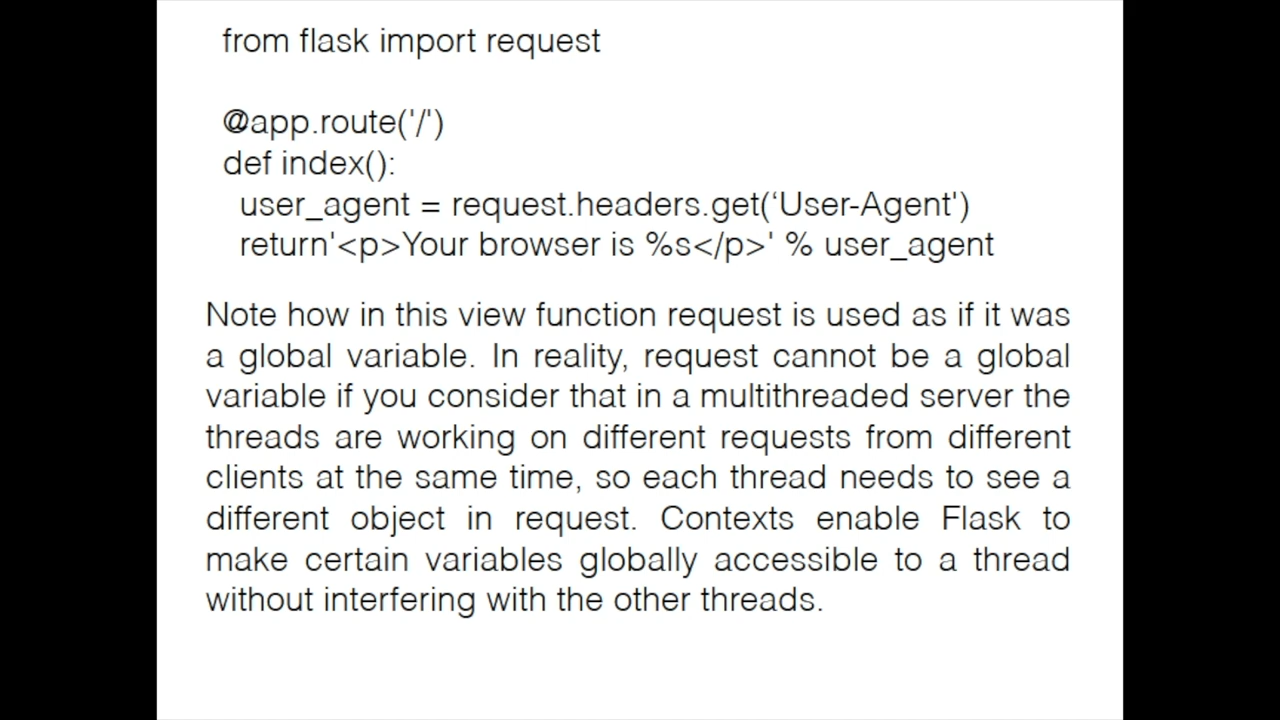 from flask import request
@app.route('/')
def index():
user_agent = request.headers.get(‘User-Agent')
return'<p>Your browser is %s</p>' % user_agent
Note how in this view function request is used as if it was
a global variable. In reality, request cannot be a global
variable if you consider that in a multithreaded server the
threads are working on different requests from different
clients at the same time, so each thread needs to see a
different object in request. Contexts enable Flask to
make certain variables globally accessible to a thread
without interfering with the other threads.